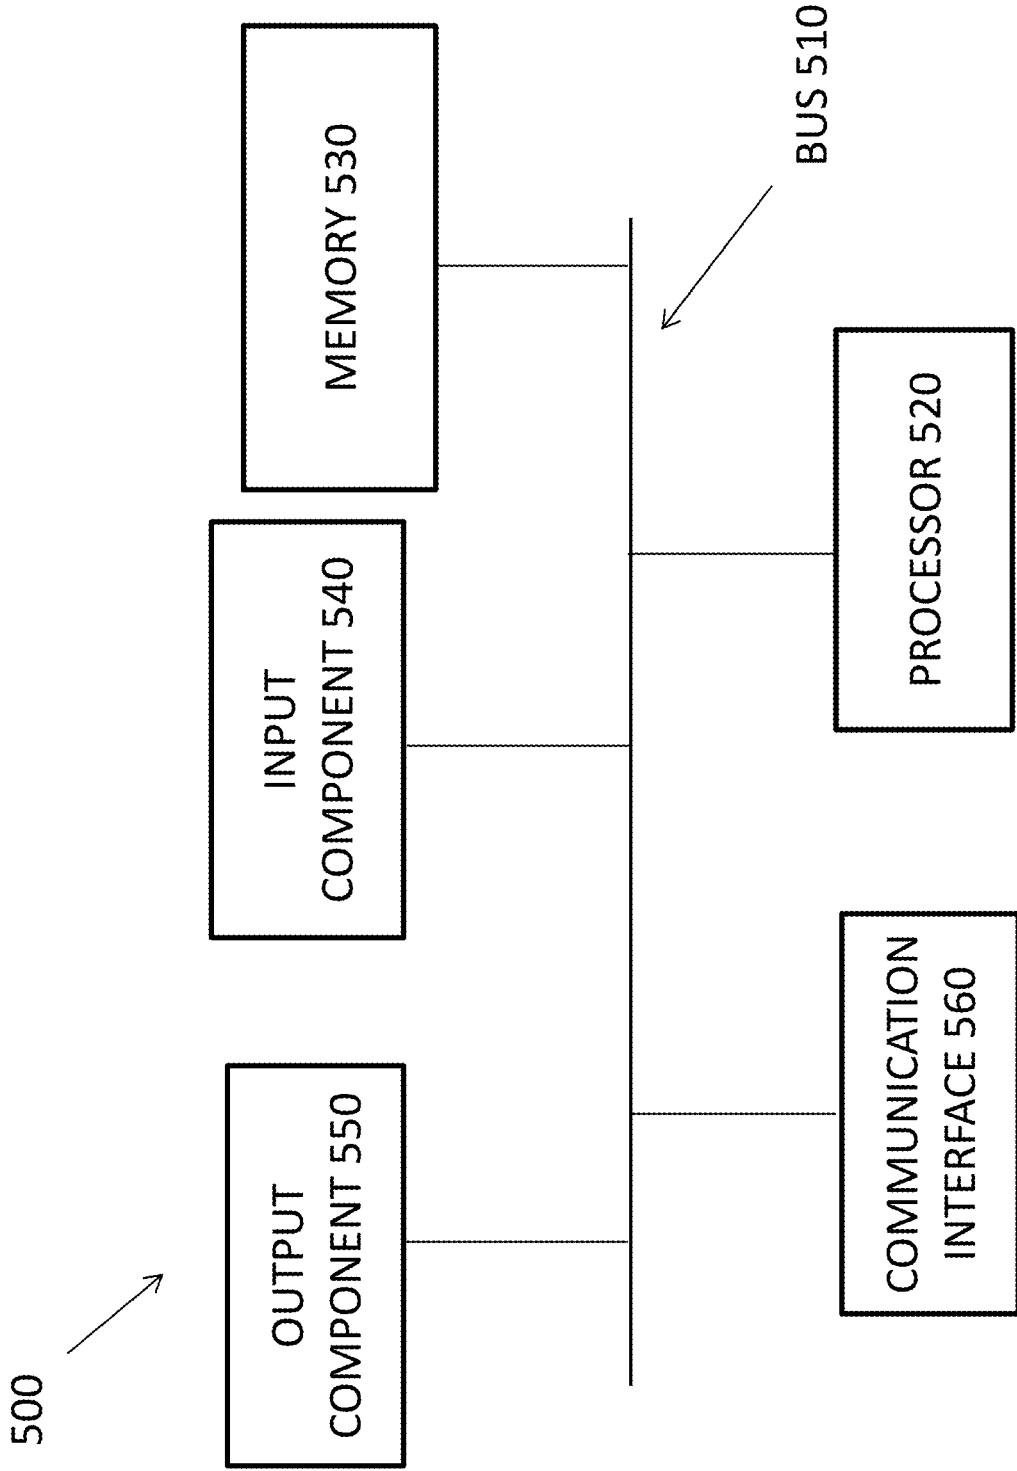 500
OUTPUT
COMPONENT 550
INPUT
COMPONENT 540
MEMORY 530
BUS 510
COMMUNICATION
INTERFACE 560
PROCESSOR 520